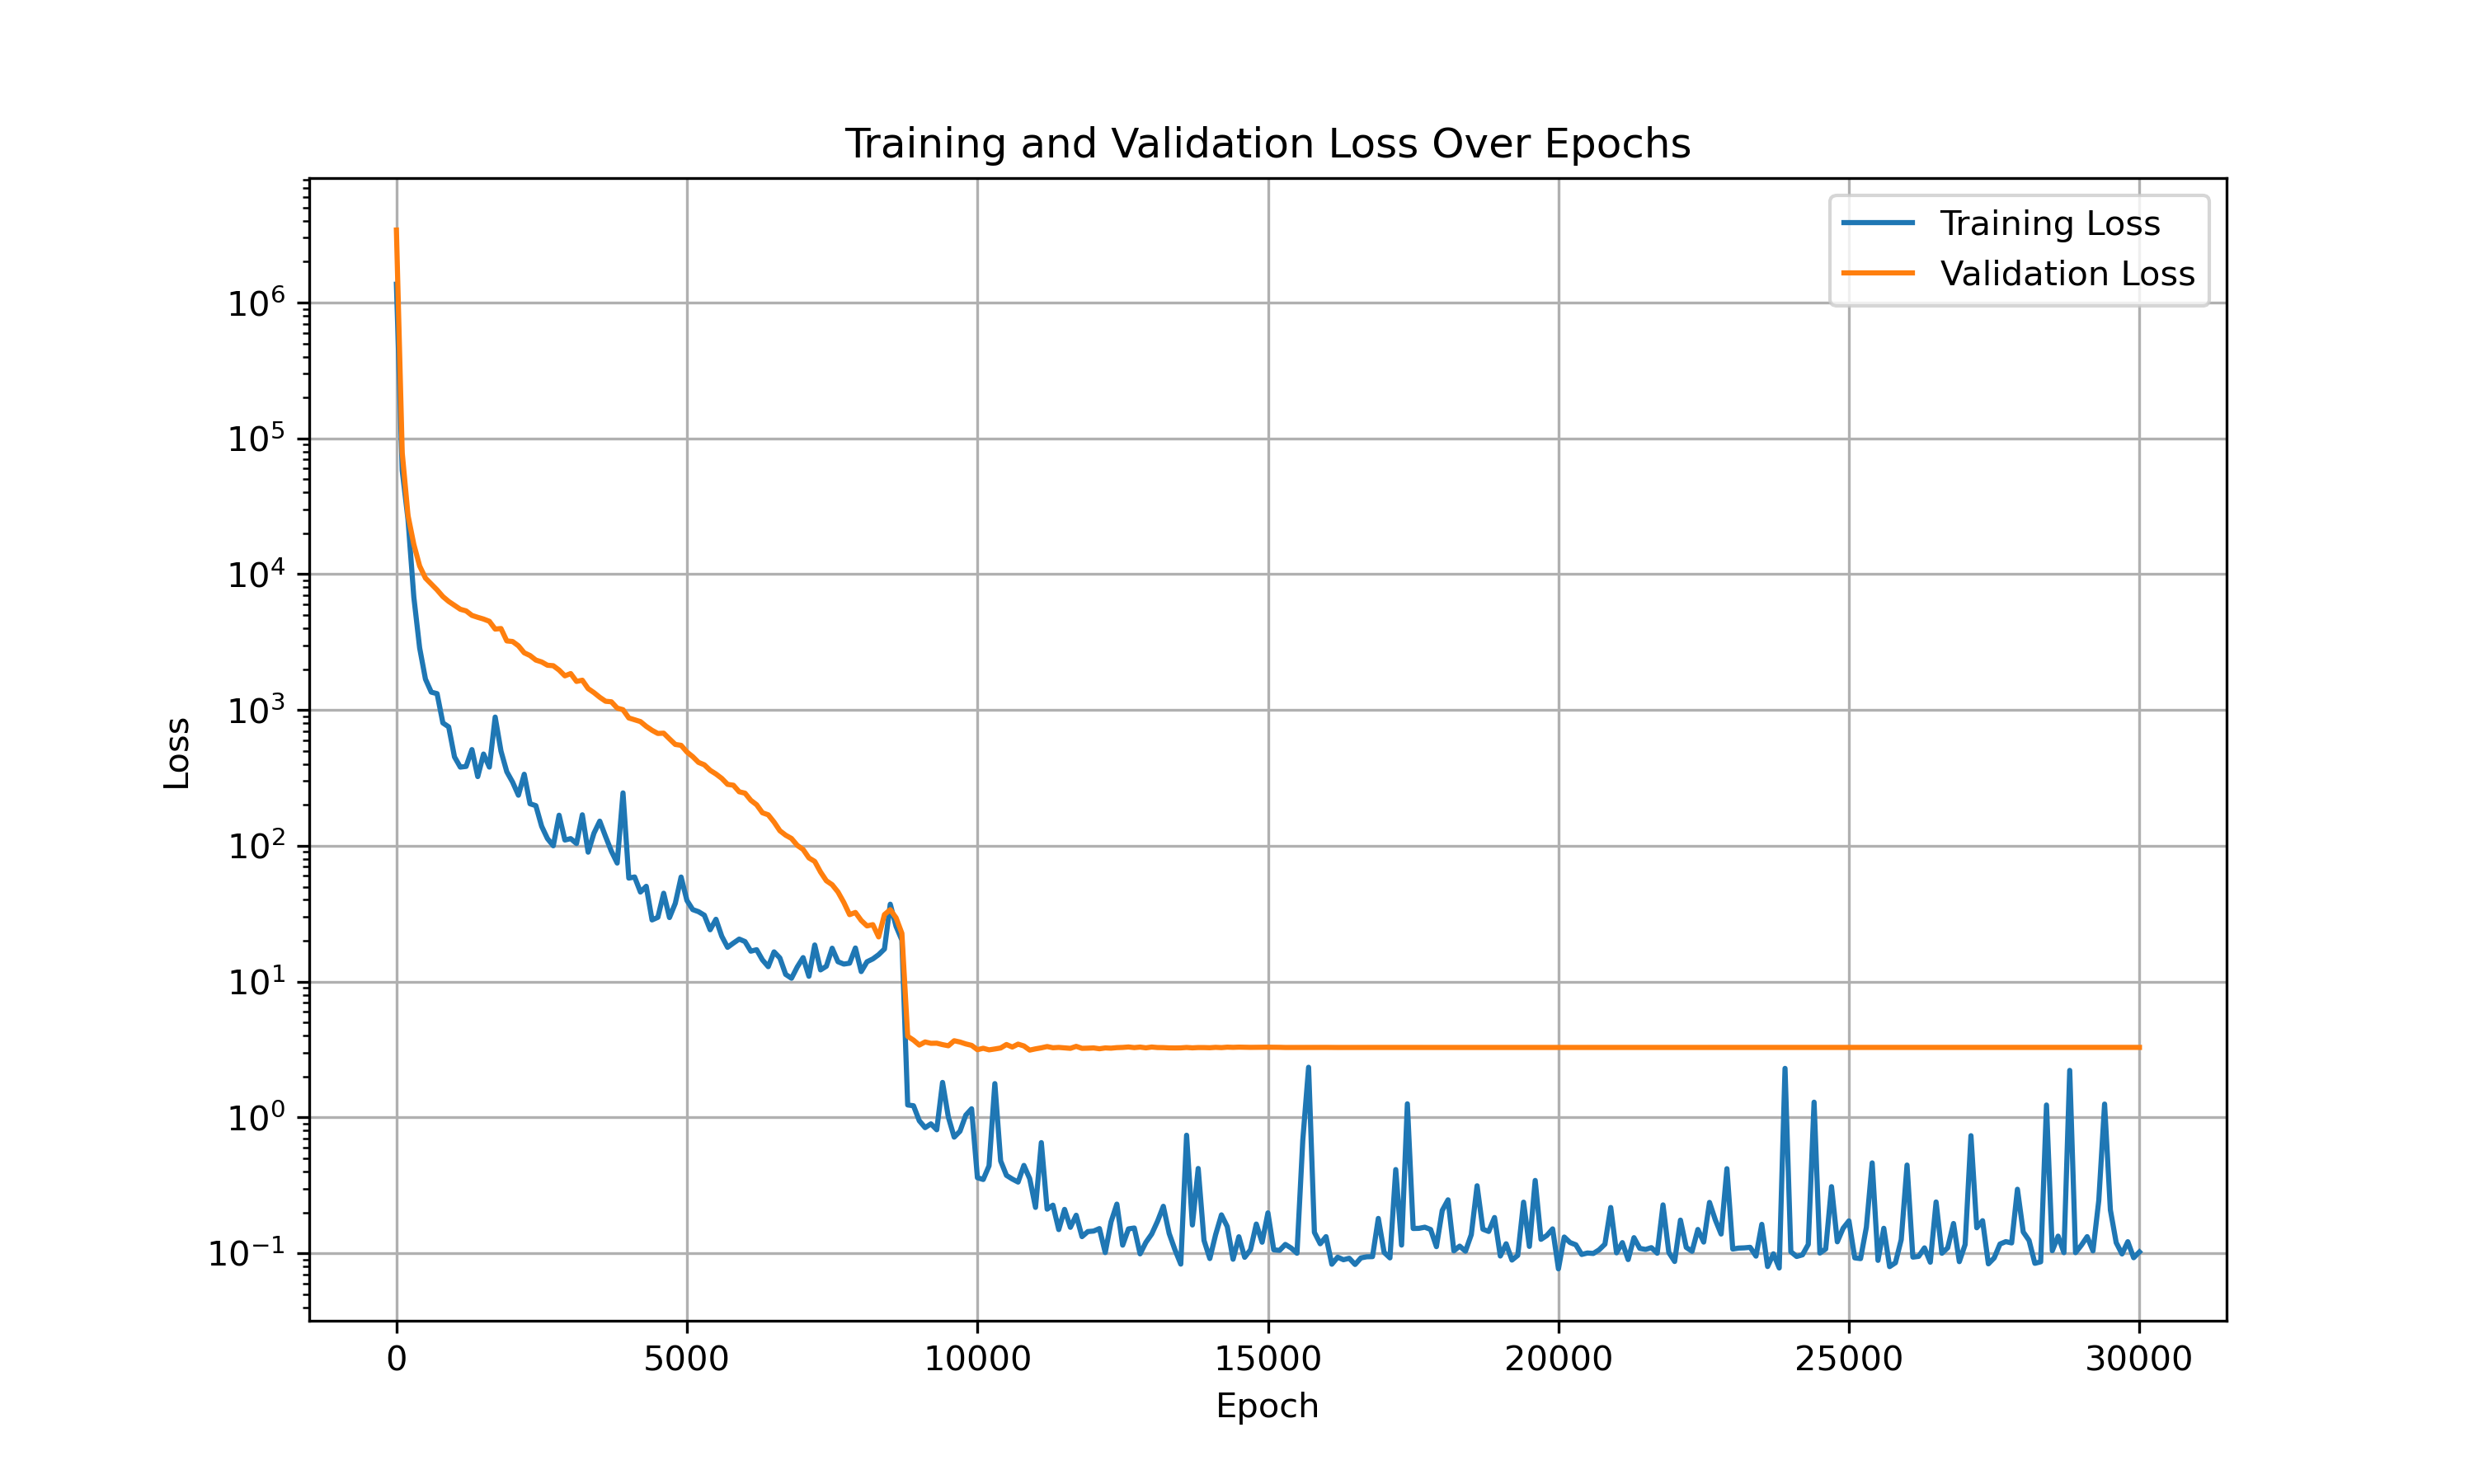 Training and Validation Loss Over Epochs
Training Loss
Validation Loss
10⁶
10⁵
10⁴
10³
10²
10¹
10⁰
10⁻¹
Loss
0 5000 10000 15000 20000 25000 30000
Epoch